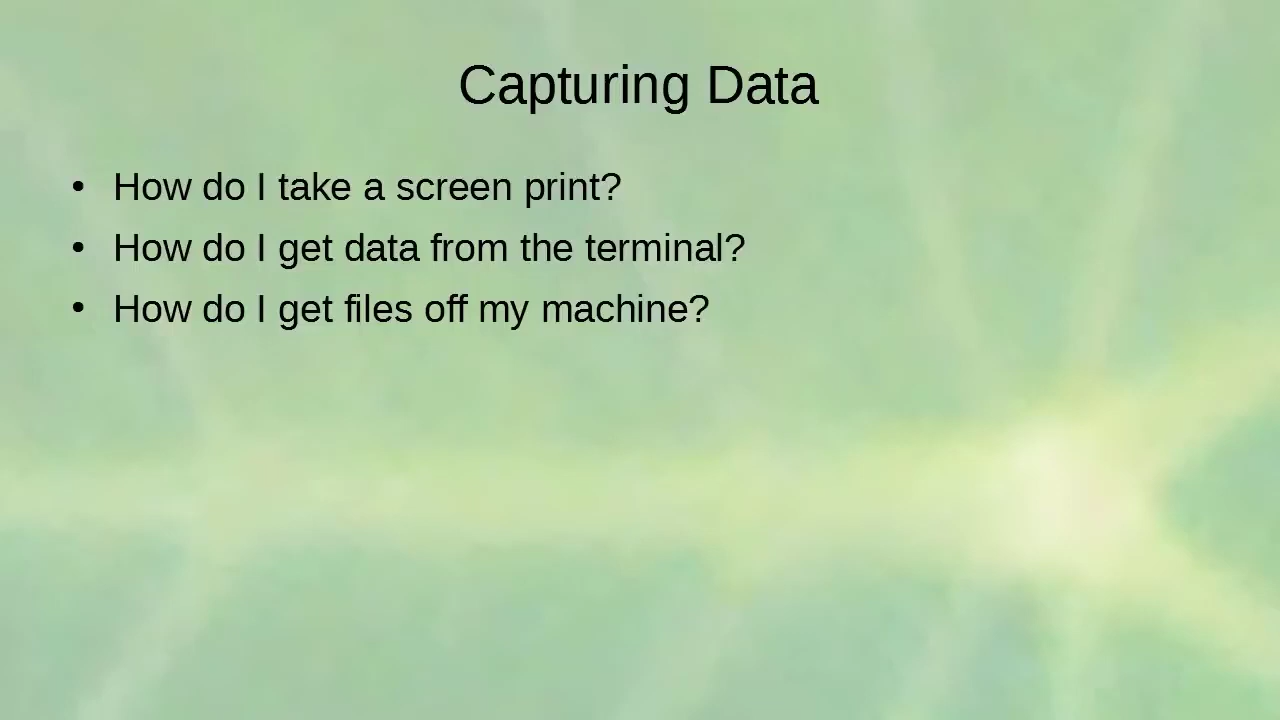 Capturing Data
• How do I take a screen print?
• How do I get data from the terminal?
• How do I get files off my machine?